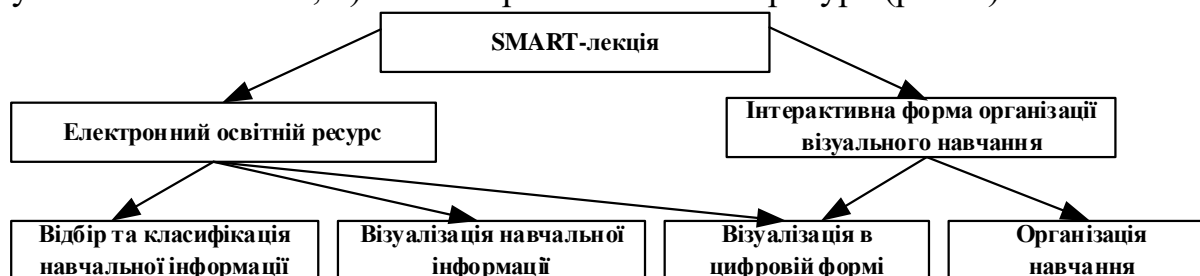 SMART-лекція
Електронний освітній ресурс
Інтерактивна форма організації
візуального навчання
Відбір та класифікація
навчальної інформації
Візуалізація навчальної
інформації
Візуалізація в
цифровій формі
Організація
навчання